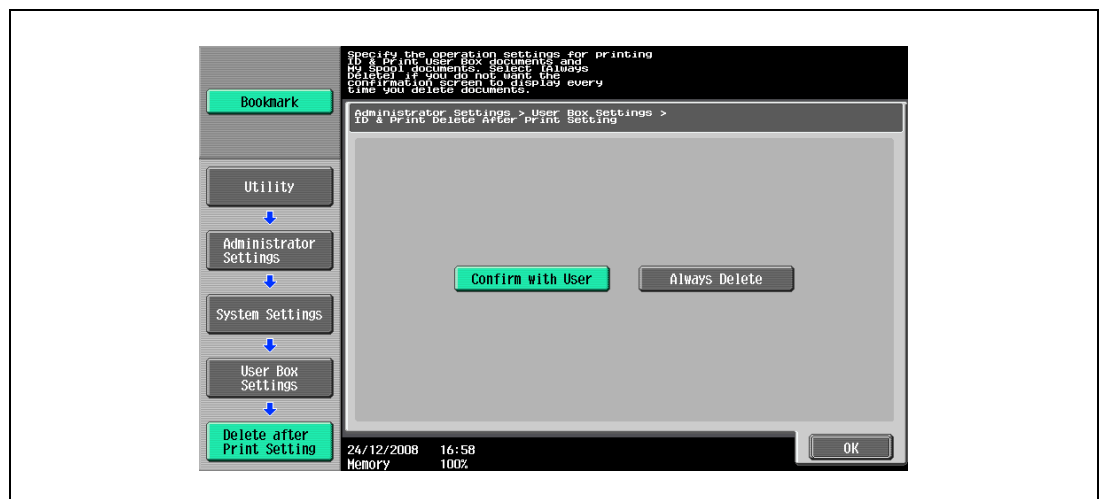 Specify the operation settings for printing
ID & Print User Box documents and
My Spool documents. Select [Always
Delete] if you do not want the
confirmation screen to display every
time you delete documents.
Bookmark
Administrator Settings > User Box Settings >
ID & Print Delete After Print Setting
Utility
Administrator
Settings
System Settings
User Box
Settings
Delete after
Print Setting
Confirm with User
Always Delete
24/12/2008 16:58
Memory 100%
OK